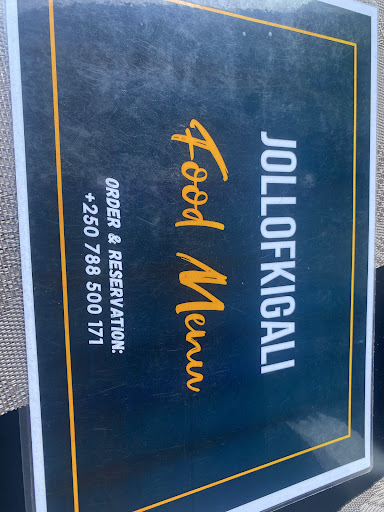 JOLLOFKIGALI
Food Menu
ORDER & RESERVATION:
+250 788 500 171